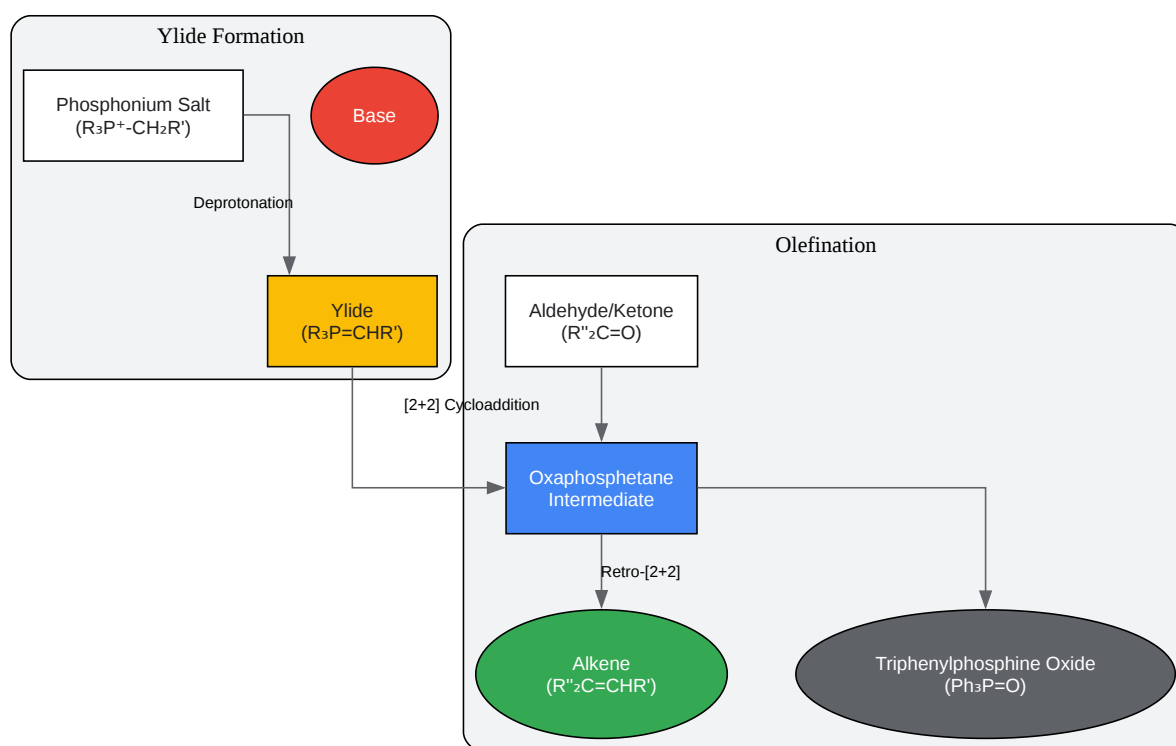 Ylide Formation
Phosphonium Salt
(R₃P⁺-CH₂R')
Base
Deprotonation
Ylide
(R₃P=CHR')
Olefination
Aldehyde/Ketone
(R''₂C=O)
[2+2] Cycloaddition
Oxaphosphetane
Intermediate
Retro-[2+2]
Alkene
(R''₂C=CHR')
Triphenylphosphine Oxide
(Ph₃P=O)